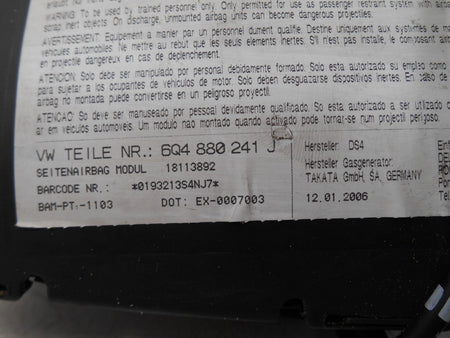 WARNING: To be used by trained personnel only. Only permitted for use as passenger restraint system with
scrap inert objects. On discharge, unmounted airbag units can become dangerous projectiles.
AVERTISSEMENT: Equipement a manier par un personnel dument qualifie. Destine uniquement aux systèmes de
vehicules automobiles. Ne mettre au rebut que les seuls elements inertes. S'il n'est pas installe, le composant
en projectile dangereux en cas de declenchement.
ATENCION: Solo debe ser manipulado por personal debidamente formado. Solo esta autorizado su empleo como
para sujetar a los ocupantes de vehiculos de motor. Solo deben desguazarse dispositivos inertes. En caso de
airbag no montada puede convertirse en un peligroso proyectil.
ATENÇAO: So deve ser manuseado por pessoal devidamente qualificado. So esta autorizado a ser utilizado
ar em veiculos automoveis. Um modulo nao montado quando activado pode tornar-se num projectil perigoso.
VW TEILE NR.: 6Q4 880 241 J
SEITENAIRBAG MODUL 18113892
BARCODE NR.: *0193213S4NJ7*
BAM-PT-1103 DOT: EX-0007003
Hersteller: DS4
Hersteller Gasgenerator:
TAKATA GmbH, SA, GERMANY
12.01.2006